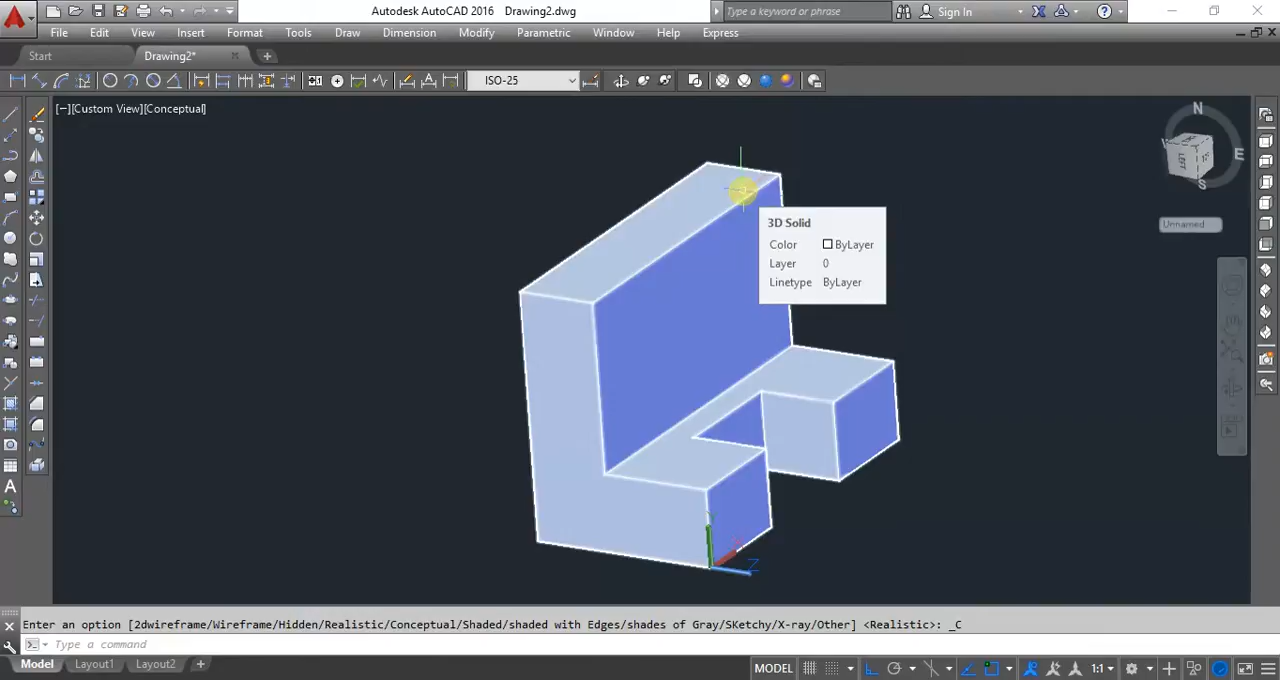 Autodesk AutoCAD 2016 Drawing2.dwg
Type a keyword or phrase
Sign In
File Edit View Insert Format Tools Draw Dimension Modify Parametric Window Help Express
Start Drawing2*
ISO-25
[−][Custom View][Conceptual]
N
E
S
Unnamed
3D Solid
Color ByLayer
Layer 0
Linetype ByLayer
Z
Enter an option [2dwireframe/Wireframe/Hidden/Realistic/Conceptual/Shaded/shaded with Edges/shades of Gray/SKetchy/X-ray/Other] <Realistic>: _C
Type a command
Model Layout1 Layout2
MODEL 1:1